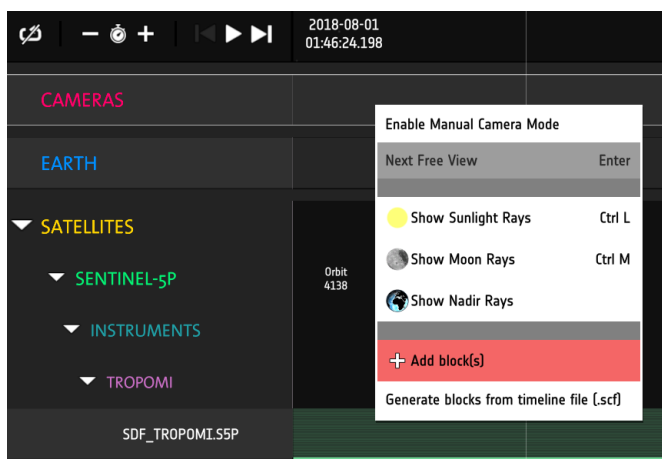 2018-08-01
01:46:24.198
CAMERAS
Enable Manual Camera Mode
Next Free View Enter
EARTH
Show Sunlight Rays Ctrl L
SATELLITES
Show Moon Rays Ctrl M
SENTINEL-5P
Orbit
4138
Show Nadir Rays
INSTRUMENTS
Add block(s)
TROPOMI
Generate blocks from timeline file (.scf)
SDF_TROPOMI.S5P